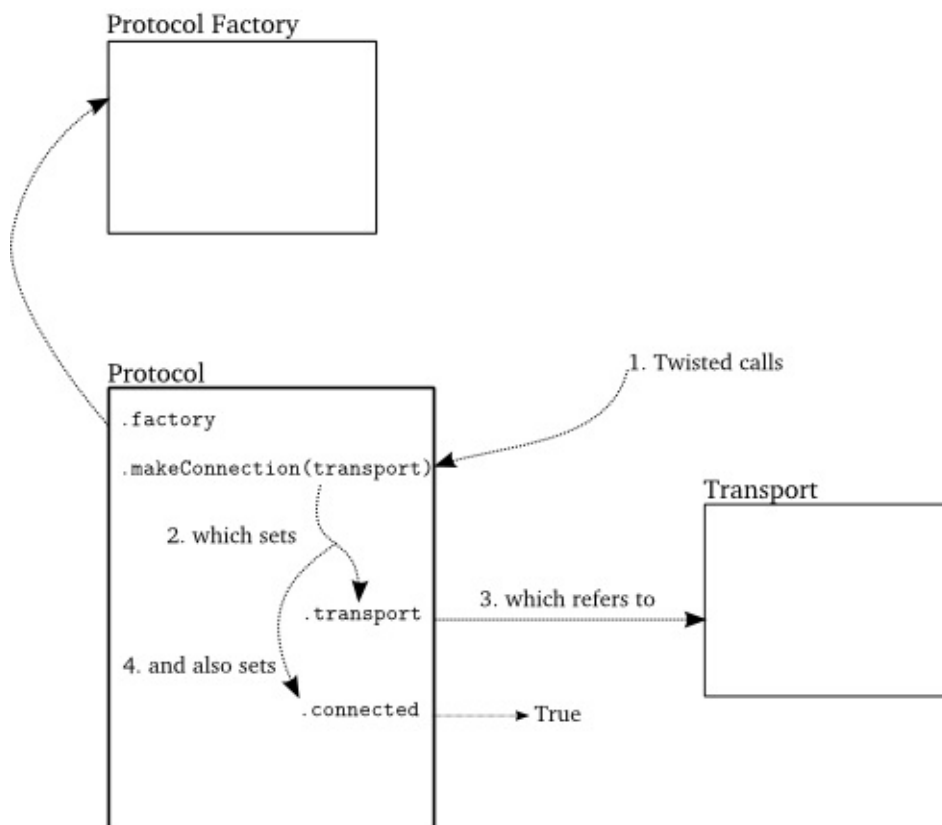 Protocol Factory
Protocol
1. Twisted calls
.factory
.makeConnection(transport)
Transport
2. which sets
.transport
3. which refers to
4. and also sets
.connected
True